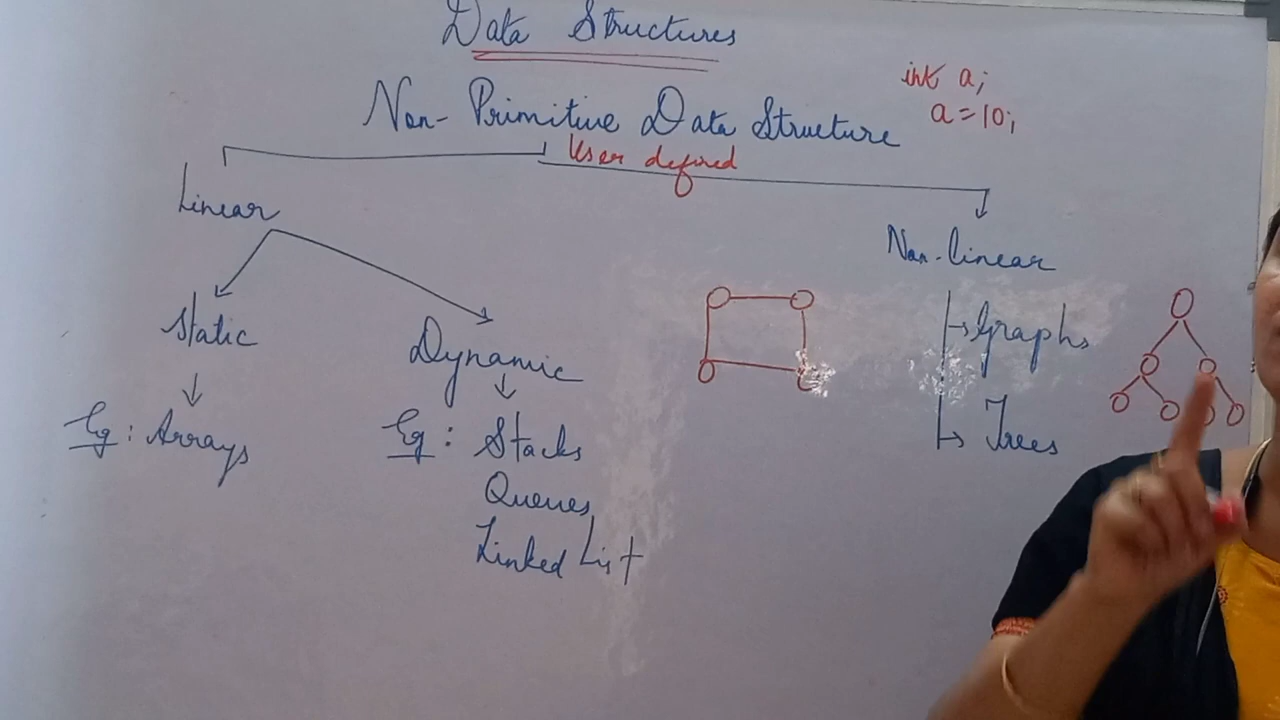 Data Structures
int a;
a=10;
Non-Primitive Data Structure
User defined
Linear
Non-linear
Static
Dynamic
Graphs
Trees
Eg: Arrays
Eg: Stacks
Queues
Linked List